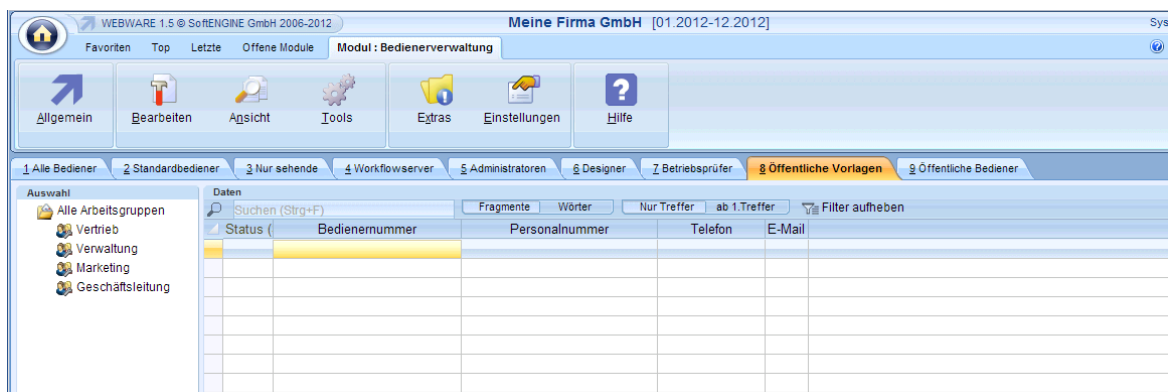 WEBWARE 1.5 © SoftENGINE GmbH 2006-2012 Meine Firma GmbH [01.2012-12.2012] Sys
Favoriten Top Letzte Offene Module Modul : Bedienerverwaltung
Allgemein Bearbeiten Ansicht Tools Extras Einstellungen Hilfe
1 Alle Bediener 2 Standardbediener 3 Nur sehende 4 Workflowserver 5 Administratoren 6 Designer 7 Betriebsprüfer 8 Öffentliche Vorlagen 9 Öffentliche Bediener
Auswahl Daten
Alle Arbeitsgruppen Suchen (Strg+F) Fragmente Wörter Nur Treffer ab 1.Treffer Filter aufheben
Vertrieb Status ( Bedienernummer Personalnummer Telefon E-Mail
Verwaltung
Marketing
Geschäftsleitung